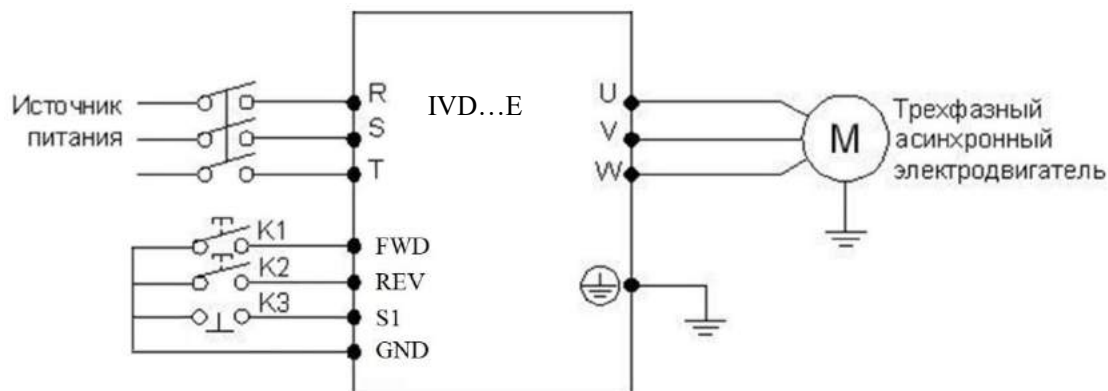 Источник
питания
R
S
T
IVD...E
U
V
W
M
Трехфазный
асинхронный
электродвигатель
K1
FWD
K2
REV
K3
S1
GND